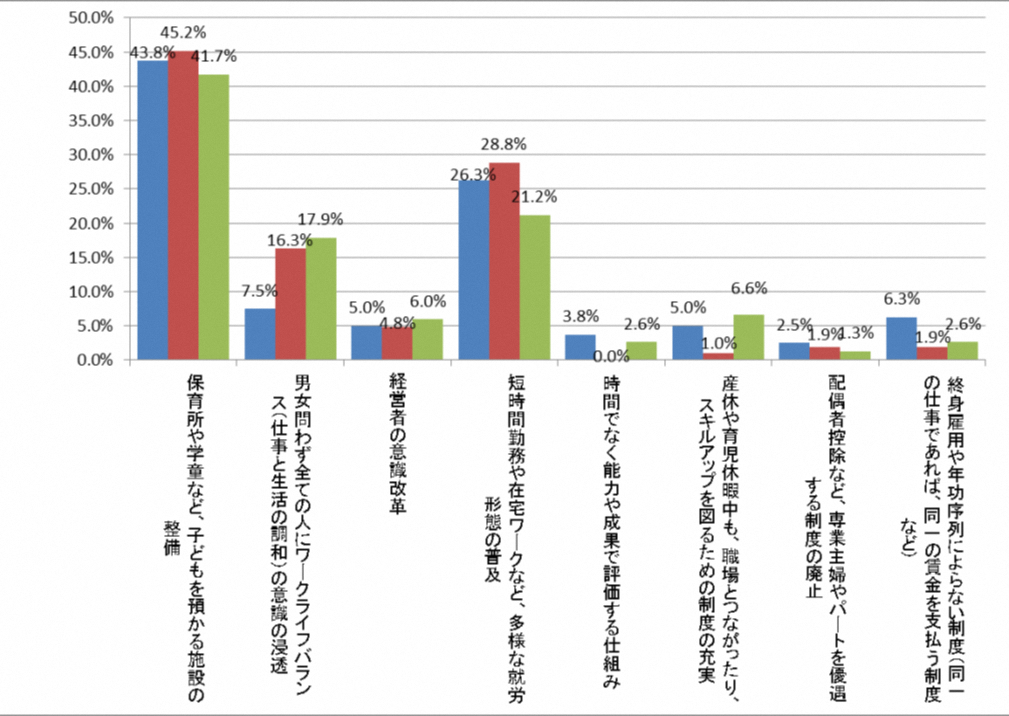 50.0%
45.0%
40.0%
35.0%
30.0%
25.0%
20.0%
15.0%
10.0%
5.0%
0.0%
43.8%
45.2%
41.7%
7.5%
16.3%
17.9%
5.0%
4.8%
6.0%
26.3%
28.8%
21.2%
3.8%
0.0%
2.6%
5.0%
1.0%
6.6%
2.5%
1.9%
1.3%
6.3%
1.9%
2.6%
保育所や学童など、子どもを預かる施設の
整備
男女問わず全ての人にワークライフバラン
ス（仕事と生活の調和）の意識の浸透
経営者の意識改革
短時間勤務や在宅ワークなど、多様な就労
形態の普及
時間でなく能力や成果で評価する仕組み
産休や育児休暇中も、職場とつながったり、
スキルアップを図るための制度の充実
配偶者控除など、専業主婦やパートを優遇
する制度の廃止
終身雇用や年功序列によらない制度（同一
の仕事であれば、同一の賃金を支払う制度
など）